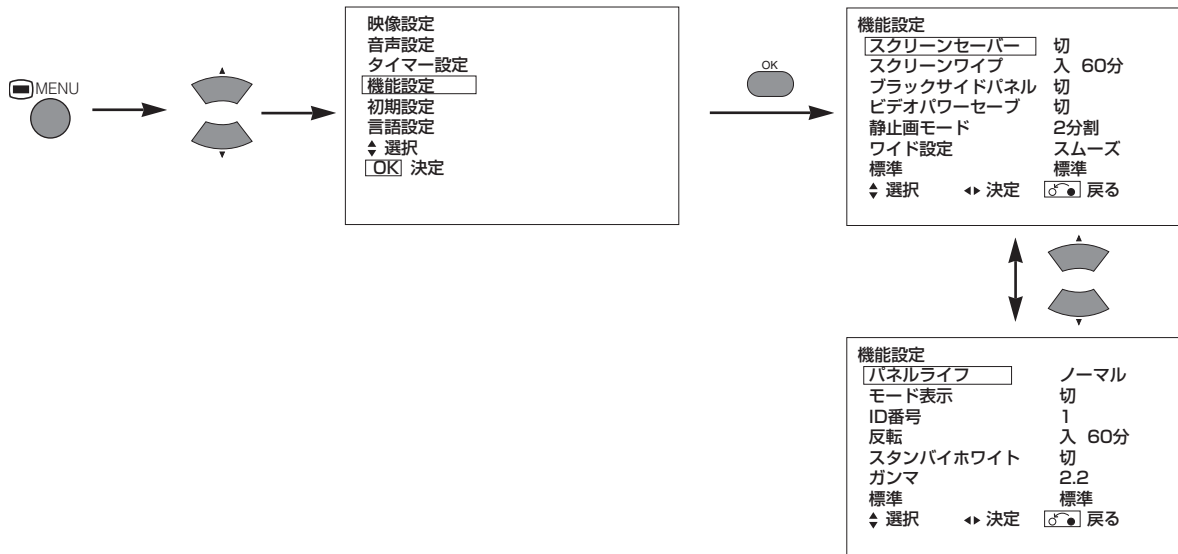 MENU
映像設定
音声設定
タイマー設定
機能設定
初期設定
言語設定
選択
OK 決定
OK
機能設定
スクリーンセーバー 切
スクリーンワイプ 入 60分
ブラックサイドパネル 切
ビデオパワーセーブ 切
静止画モード 2分割
ワイド設定 スムーズ
標準 標準
選択 決定 戻る
機能設定
パネルライフ ノーマル
モード表示 切
ID番号 1
反転 入 60分
スタンバイホワイト 切
ガンマ 2.2
標準 標準
選択 決定 戻る